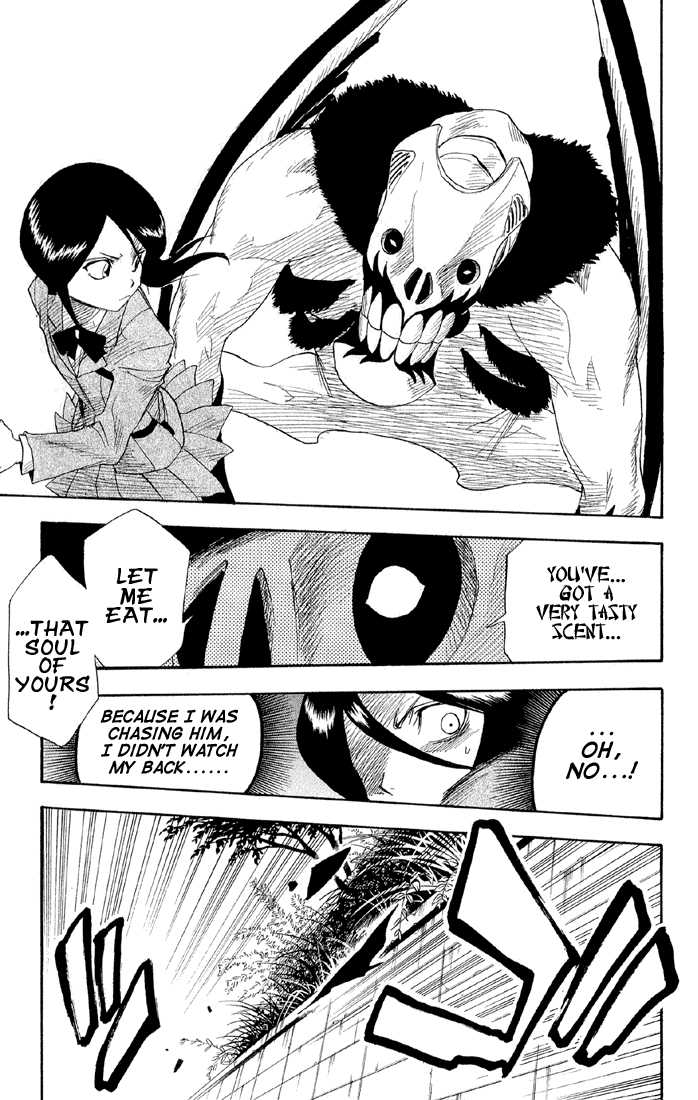 YOU'VE...
GOT A
VERY TASTY
SCENT...
LET
ME
EAT...
...THAT
SOUL
OF
YOURS
!
...
OH,
NO...!
BECAUSE I WAS
CHASING HIM,
I DIDN'T WATCH
MY BACK......